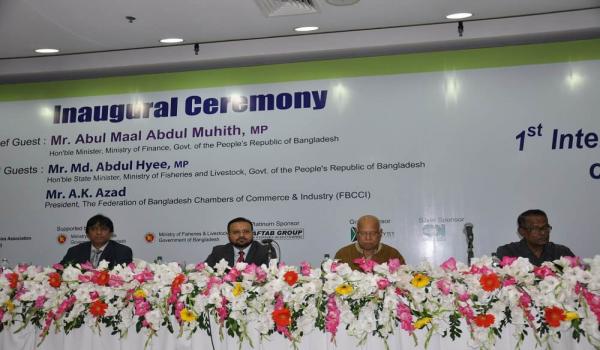 Inaugural Ceremony
ef Guest : Mr. Abul Maal Abdul Muhith, MP
Hon'ble Minister, Ministry of Finance, Govt. of the People's Republic of Bangladesh
Guests : Mr. Md. Abdul Hyee, MP
Hon'ble State Minister, Ministry of Fisheries and Livestock, Govt. of the People's Republic of Bangladesh
Mr. A.K. Azad
President, The Federation of Bangladesh Chambers of Commerce & Industry (FBCCI)
1st Inte
o
Supported
Platinum Sponsor
Silver Sponsor
Association
Ministry of Fisheries & Livestock
Government of Bangladesh
AFTAB GROUP